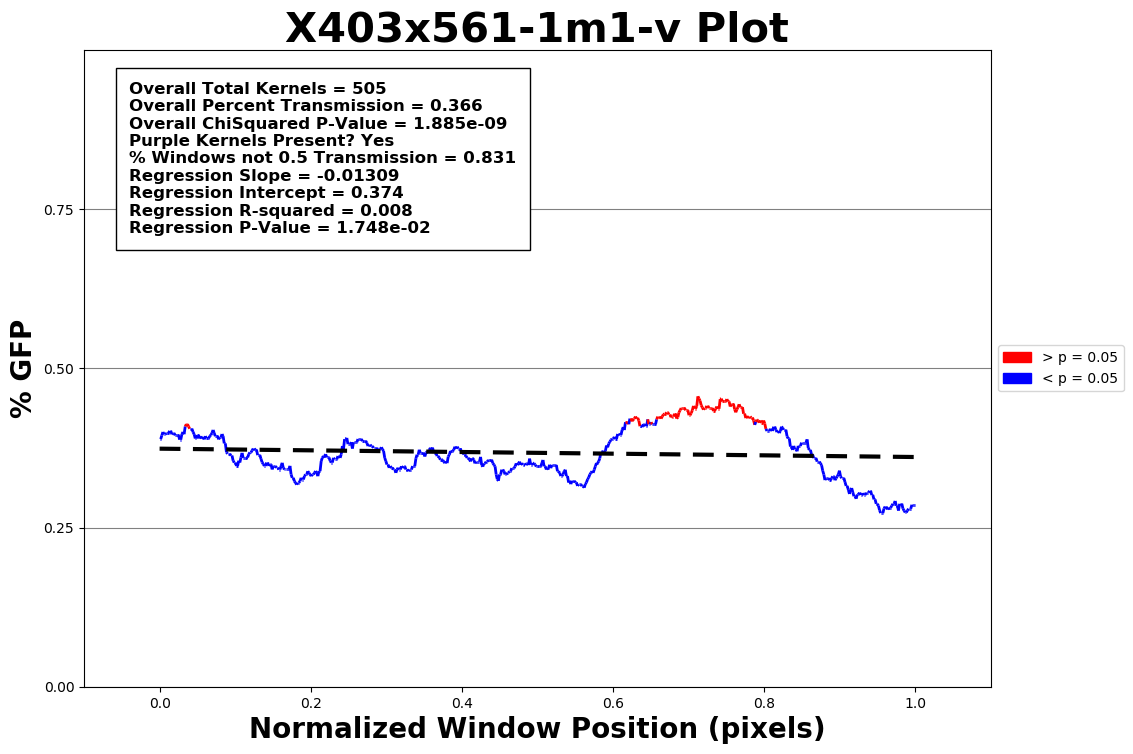 X403x561-1m1-v Plot
Overall Total Kernels = 505
Overall Percent Transmission = 0.366
Overall ChiSquared P-Value = 1.885e-09
Purple Kernels Present? Yes
% Windows not 0.5 Transmission = 0.831
Regression Slope = -0.01309
Regression Intercept = 0.374
Regression R-squared = 0.008
Regression P-Value = 1.748e-02
% GFP
0.75
0.50
0.25
0.00
0.0 0.2 0.4 0.6 0.8 1.0
Normalized Window Position (pixels)
> p = 0.05
< p = 0.05